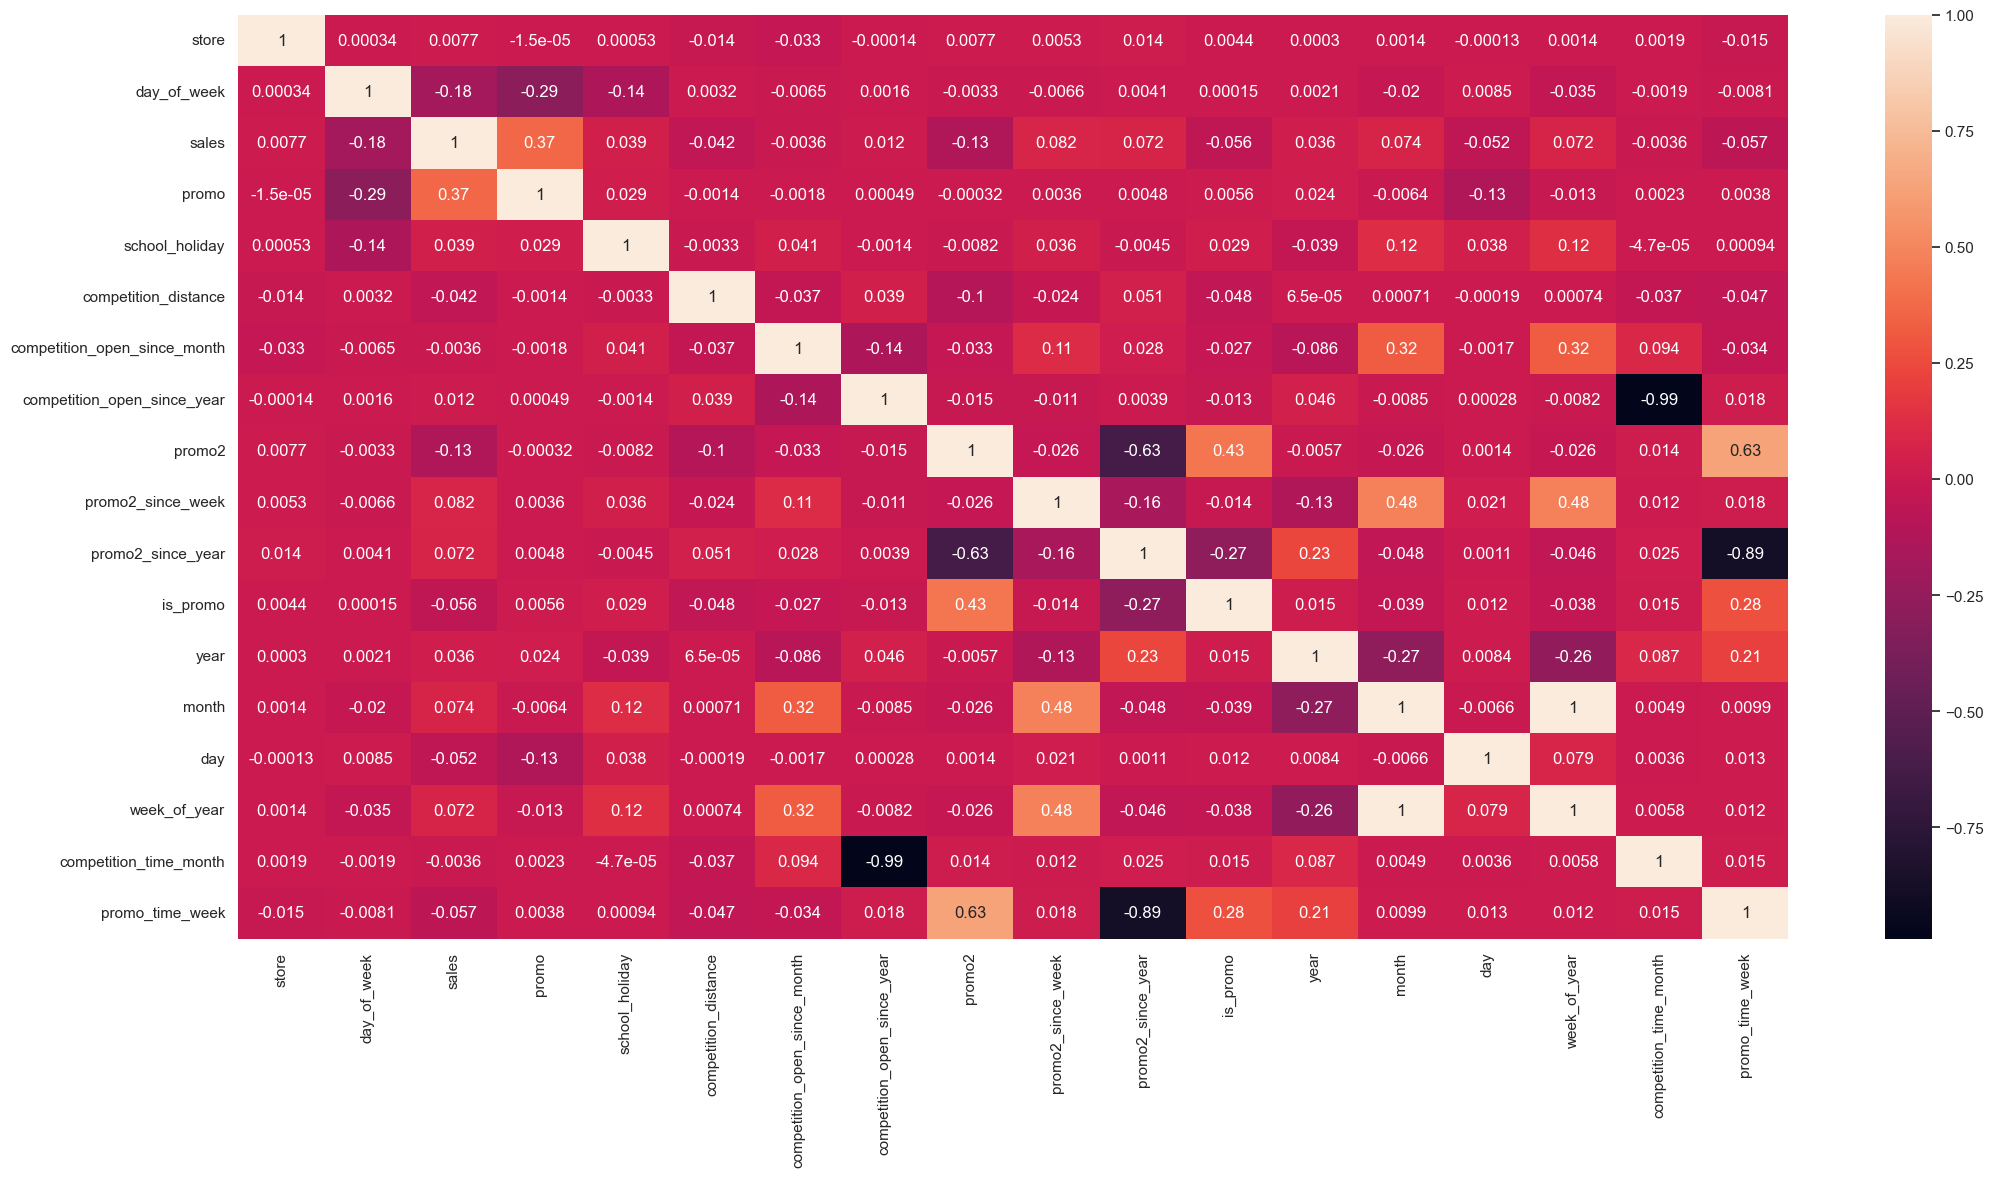 store 1 0.00034 0.0077 -1.5e-05 0.00053 -0.014 -0.033 -0.00014 0.0077 0.0053 0.014 0.0044 0.0003 0.0014 -0.00013 0.0014 0.0019 -0.015
day_of_week 0.00034 1 -0.18 -0.29 -0.14 0.0032 -0.0065 0.0016 -0.0033 -0.0066 0.0041 0.00015 0.0021 -0.02 0.0085 -0.035 -0.0019 -0.0081
sales 0.0077 -0.18 1 0.37 0.039 -0.042 -0.0036 0.012 -0.13 0.082 0.072 -0.056 0.036 0.074 -0.052 0.072 -0.0036 -0.057
promo -1.5e-05 -0.29 0.37 1 0.029 -0.0014 -0.0018 0.00049 -0.00032 0.0036 0.0048 0.0056 0.024 -0.0064 -0.13 -0.013 0.0023 0.0038
school_holiday 0.00053 -0.14 0.039 0.029 1 -0.0033 0.041 -0.0014 -0.0082 0.036 -0.0045 0.029 -0.039 0.12 0.038 0.12 -4.7e-05 0.00094
competition_distance -0.014 0.0032 -0.042 -0.0014 -0.0033 1 -0.037 0.039 -0.1 -0.024 0.051 -0.048 6.5e-05 0.00071 -0.00019 0.00074 -0.037 -0.047
competition_open_since_month -0.033 -0.0065 -0.0036 -0.0018 0.041 -0.037 1 -0.14 -0.033 0.11 0.028 -0.027 -0.086 0.32 -0.0017 0.32 0.094 -0.034
competition_open_since_year -0.00014 0.0016 0.012 0.00049 -0.0014 0.039 -0.14 1 -0.015 -0.011 0.0039 -0.013 0.046 -0.0085 0.00028 -0.0082 -0.99 0.018
promo2 0.0077 -0.0033 -0.13 -0.00032 -0.0082 -0.1 -0.033 -0.015 1 -0.026 -0.63 0.43 -0.0057 -0.026 0.0014 -0.026 0.014 0.63
promo2_since_week 0.0053 -0.0066 0.082 0.0036 0.036 -0.024 0.11 -0.011 -0.026 1 -0.16 -0.014 -0.13 0.48 0.021 0.48 0.012 0.018
promo2_since_year 0.014 0.0041 0.072 0.0048 -0.0045 0.051 0.028 0.0039 -0.63 -0.16 1 -0.27 0.23 -0.048 0.0011 -0.046 0.025 -0.89
is_promo 0.0044 0.00015 -0.056 0.0056 0.029 -0.048 -0.027 -0.013 0.43 -0.014 -0.27 1 0.015 -0.039 0.012 -0.038 0.015 0.28
year 0.0003 0.0021 0.036 0.024 -0.039 6.5e-05 -0.086 0.046 -0.0057 -0.13 0.23 0.015 1 -0.27 0.0084 -0.26 0.087 0.21
month 0.0014 -0.02 0.074 -0.0064 0.12 0.00071 0.32 -0.0085 -0.026 0.48 -0.048 -0.039 -0.27 1 -0.0066 1 0.0049 0.0099
day -0.00013 0.0085 -0.052 -0.13 0.038 -0.00019 -0.0017 0.00028 0.0014 0.021 0.0011 0.012 0.0084 -0.0066 1 0.079 0.0036 0.013
week_of_year 0.0014 -0.035 0.072 -0.013 0.12 0.00074 0.32 -0.0082 -0.026 0.48 -0.046 -0.038 -0.26 1 0.079 1 0.0058 0.012
competition_time_month 0.0019 -0.0019 -0.0036 0.0023 -4.7e-05 -0.037 0.094 -0.99 0.014 0.012 0.025 0.015 0.087 0.0049 0.0036 0.0058 1 0.015
promo_time_week -0.015 -0.0081 -0.057 0.0038 0.00094 -0.047 -0.034 0.018 0.63 0.018 -0.89 0.28 0.21 0.0099 0.013 0.012 0.015 1
store
day_of_week
sales
promo
school_holiday
competition_distance
competition_open_since_month
competition_open_since_year
promo2
promo2_since_week
promo2_since_year
is_promo
year
month
day
week_of_year
competition_time_month
promo_time_week
1.00
0.75
0.50
0.25
0.00
−0.25
−0.50
−0.75